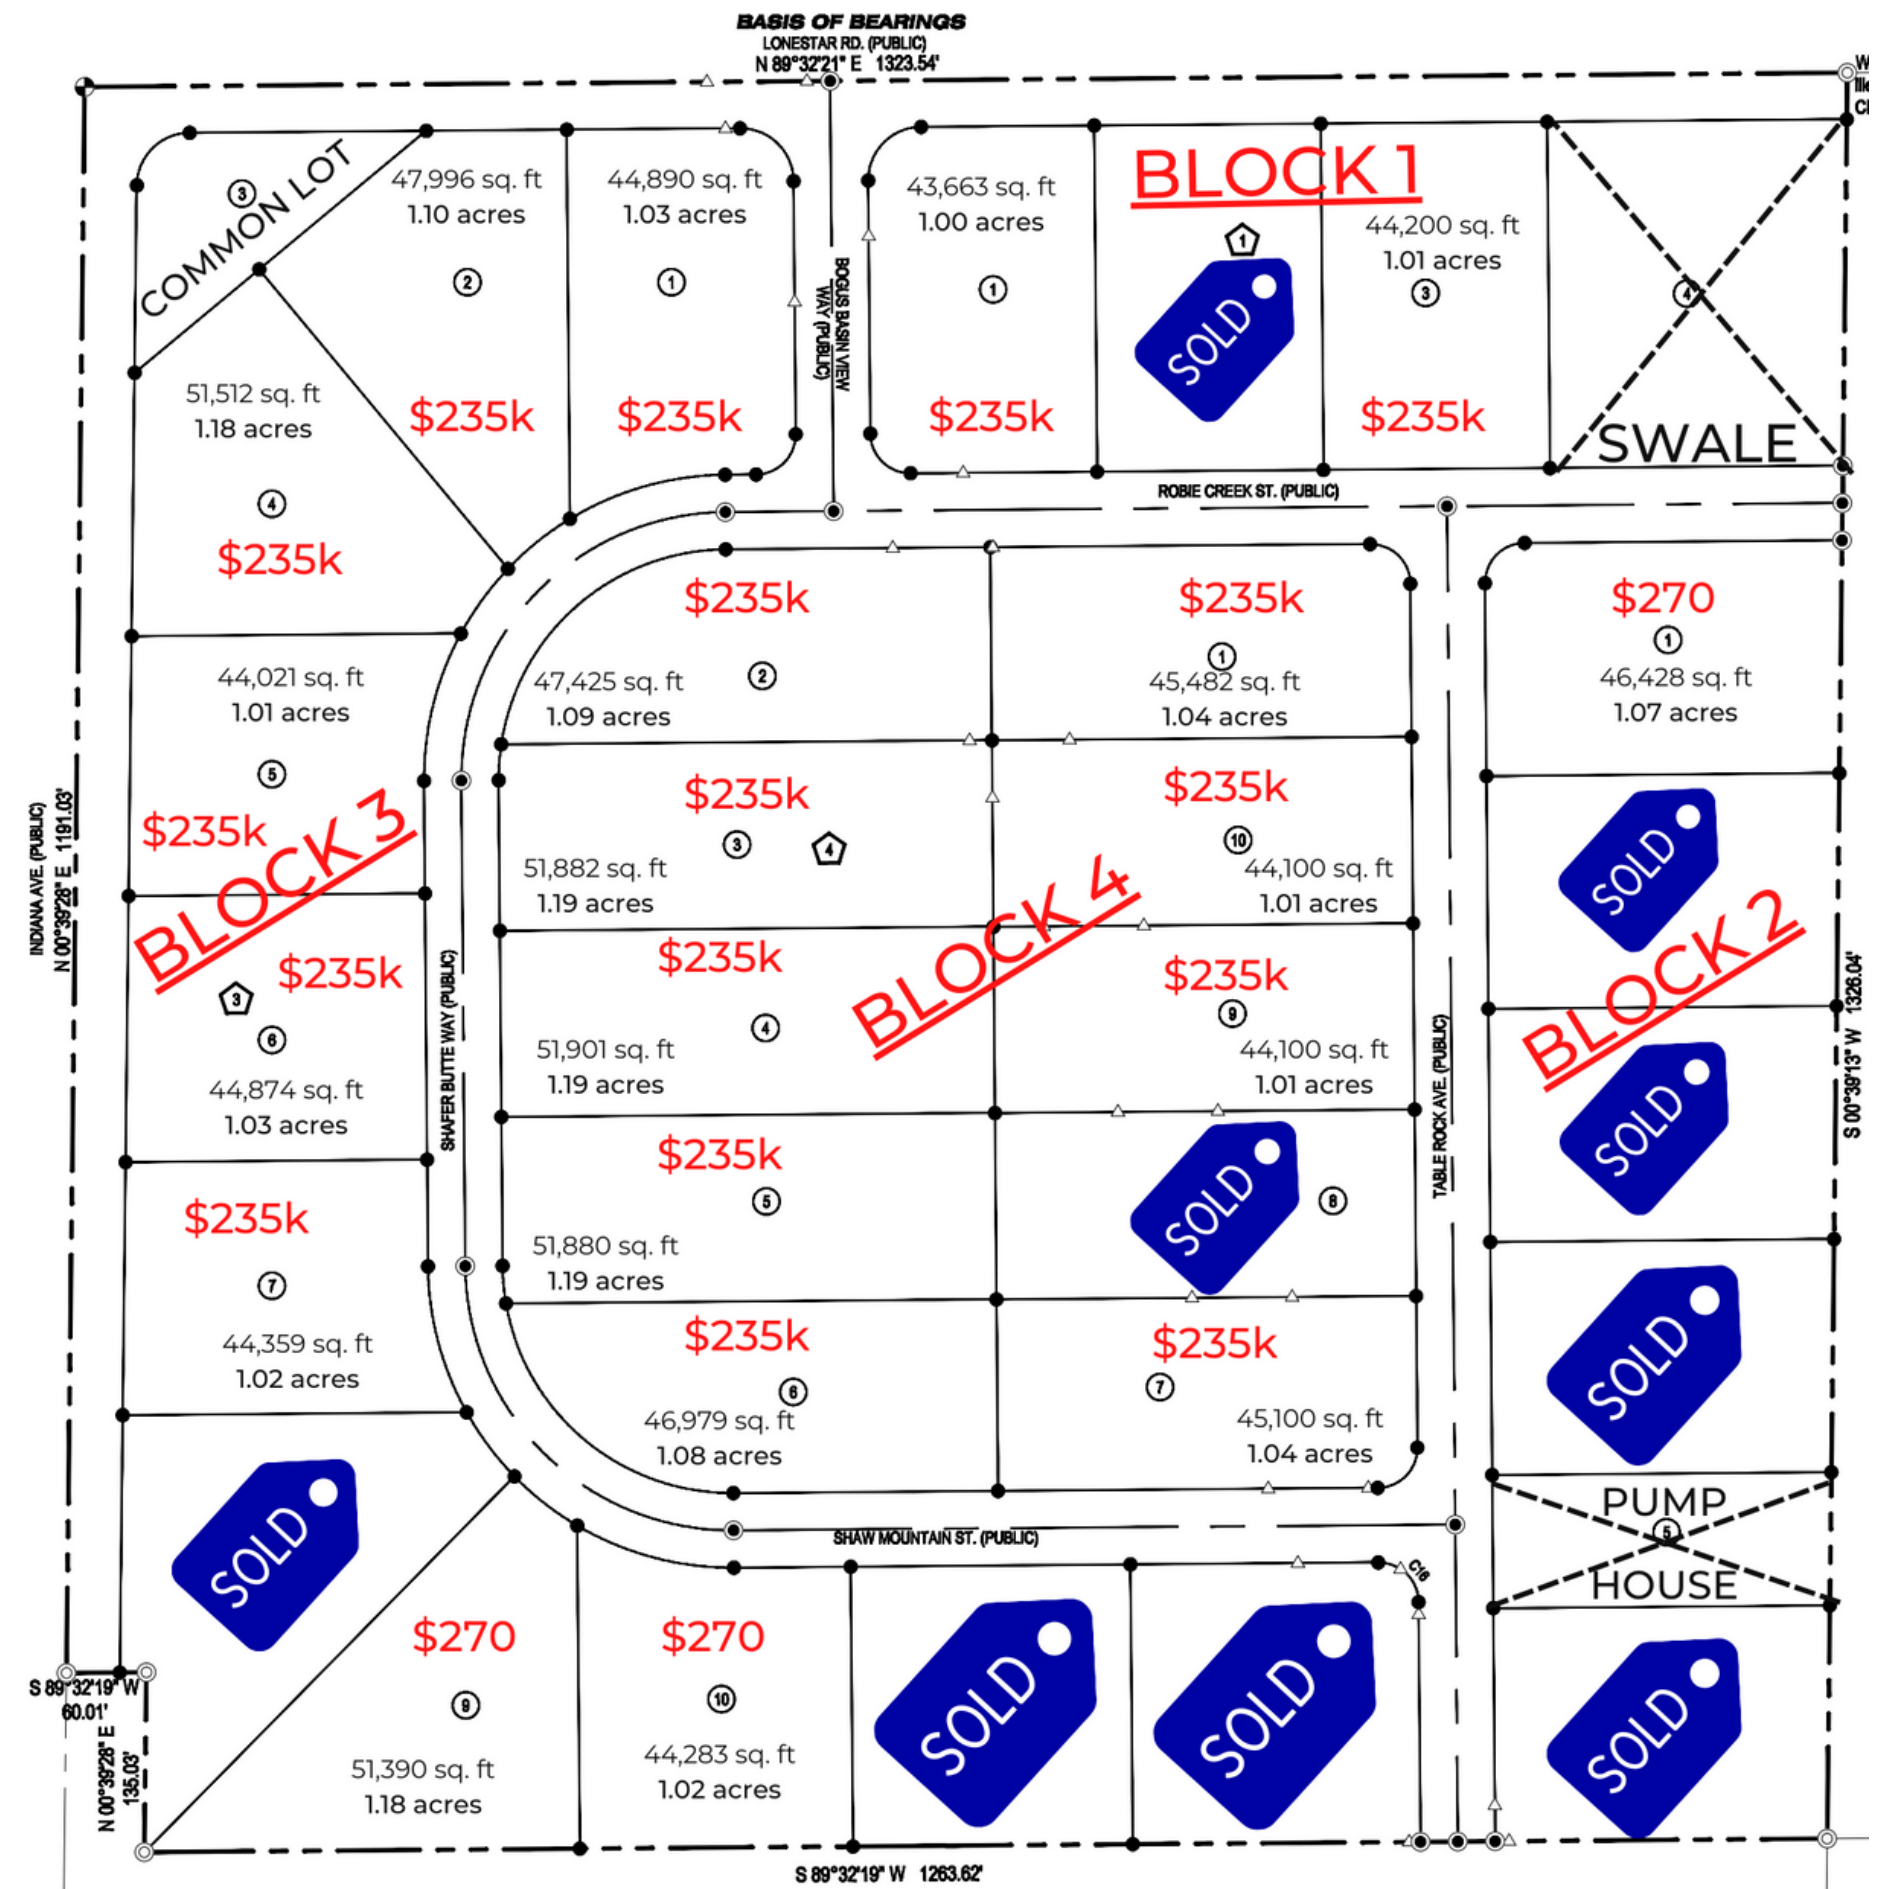 BASIS OF BEARINGS
LONESTAR RD. (PUBLIC)
N 89°32'21" E 1323.54'
COMMON LOT
3
47,996 sq. ft
1.10 acres
2
$235k
44,890 sq. ft
1.03 acres
1
$235k
BOGUS BASIN VIEW
WAY (PUBLIC)
43,663 sq. ft
1.00 acres
1
$235k
BLOCK 1
1
SOLD
44,200 sq. ft
1.01 acres
3
$235k
4
SWALE
ROBIE CREEK ST. (PUBLIC)
51,512 sq. ft
1.18 acres
4
$235k
44,021 sq. ft
1.01 acres
5
$235k
BLOCK 3
INDIANA AVE. (PUBLIC)
N 00°39'28" E 1191.03'
$235k
3
6
44,874 sq. ft
1.03 acres
$235k
7
44,359 sq. ft
1.02 acres
SOLD
SHAFER BUTTE WAY (PUBLIC)
$235k
2
47,425 sq. ft
1.09 acres
$235k
1
45,482 sq. ft
1.04 acres
$235k
3
4
51,882 sq. ft
1.19 acres
$235k
10
44,100 sq. ft
1.01 acres
BLOCK 4
$235k
4
51,901 sq. ft
1.19 acres
$235k
9
44,100 sq. ft
1.01 acres
$235k
5
51,880 sq. ft
1.19 acres
SOLD
8
$235k
6
46,979 sq. ft
1.08 acres
$235k
7
45,100 sq. ft
1.04 acres
TABLE ROCK AVE. (PUBLIC)
$270
1
46,428 sq. ft
1.07 acres
SOLD
BLOCK 2
SOLD
S 00°39'13" W 1326.04'
SOLD
PUMP
5
HOUSE
SOLD
SHAW MOUNTAIN ST. (PUBLIC)
C16
$270
9
51,390 sq. ft
1.18 acres
$270
10
44,283 sq. ft
1.02 acres
SOLD
SOLD
S 89°32'19" W
60.01'
N 00°39'28" E
135.03'
S 89°32'19" W 1263.62'